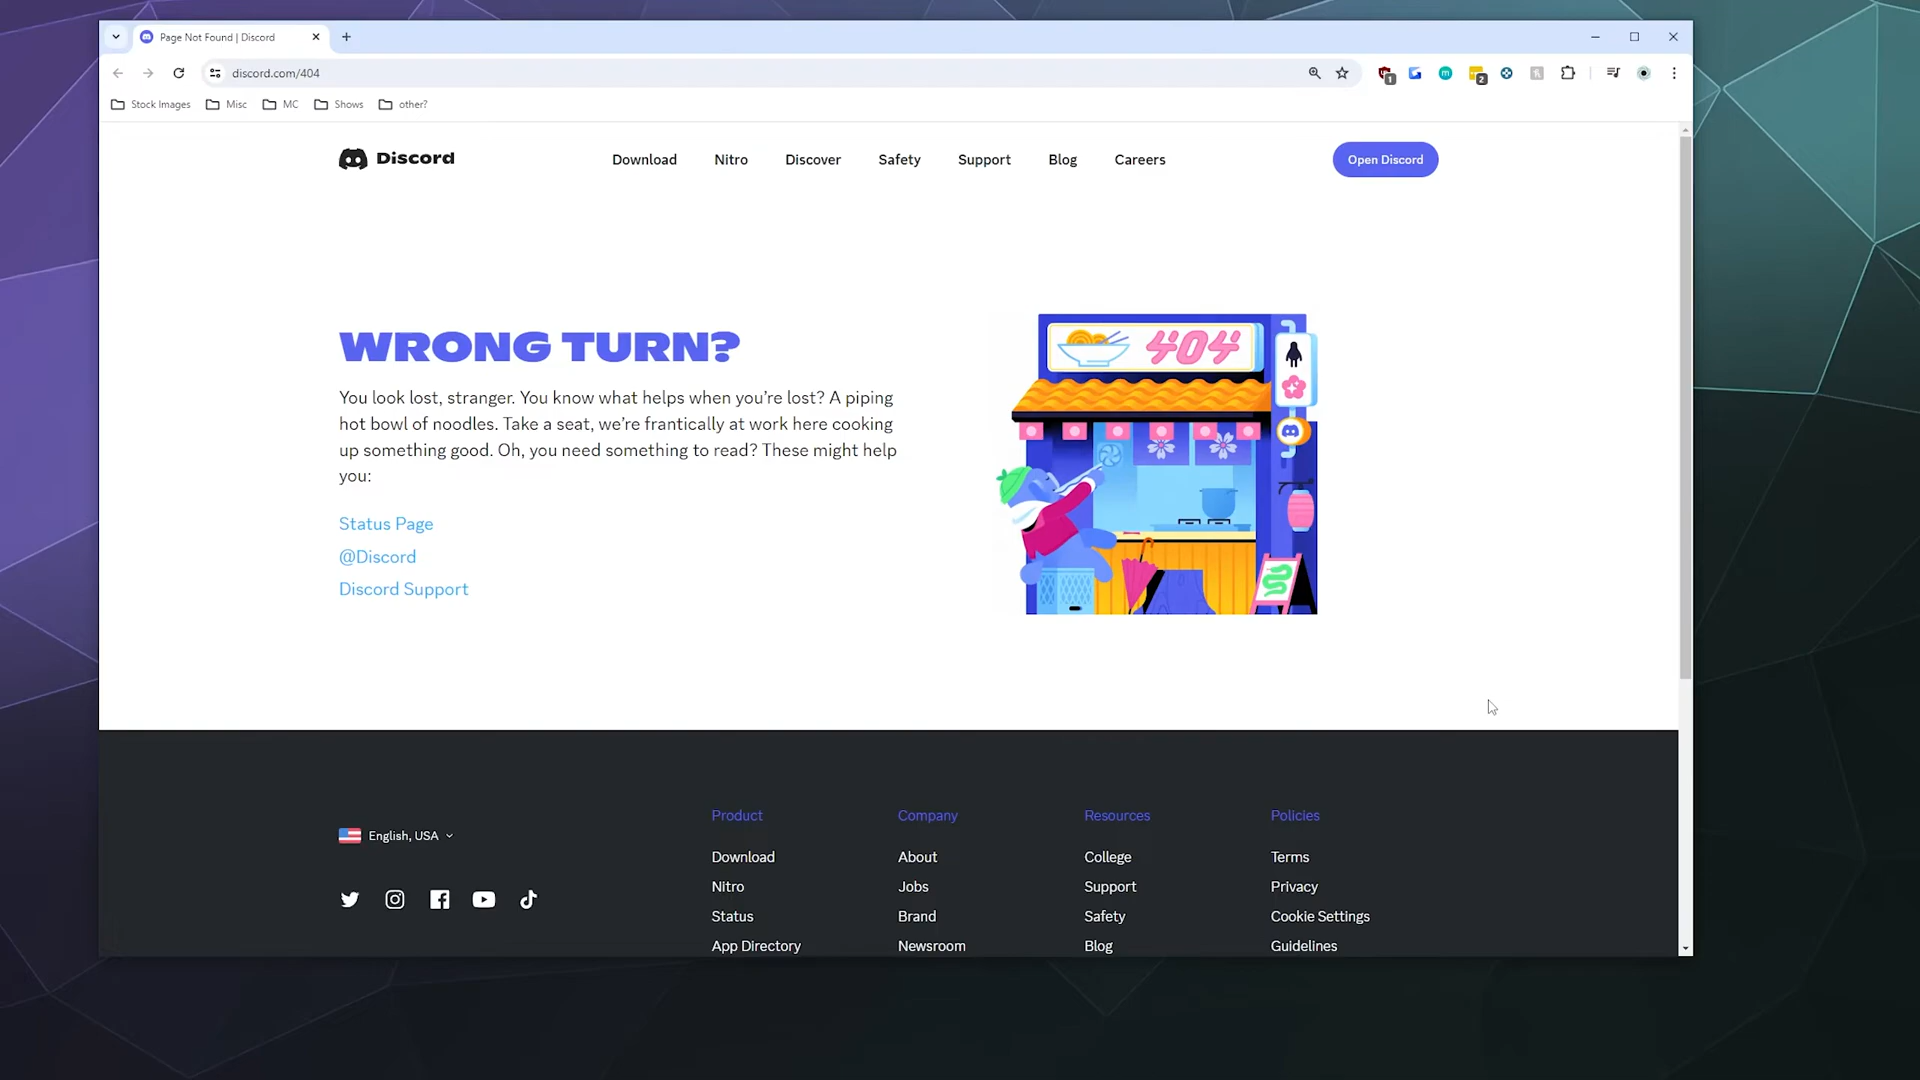 Page Not Found | Discord
discord.com/404
1
2
Stock Images
Misc
MC
Shows
other?
Discord
Download
Nitro
Discover
Safety
Support
Blog
Careers
Open Discord
404
WRONG TURN?
You look lost, stranger. You know what helps when you’re lost? A piping
hot bowl of noodles. Take a seat, we’re frantically at work here cooking
up something good. Oh, you need something to read? These might help
you:
Status Page
@Discord
Discord Support
English, USA
Product
Download
Nitro
Status
App Directory
Company
About
Jobs
Brand
Newsroom
Resources
College
Support
Safety
Blog
Policies
Terms
Privacy
Cookie Settings
Guidelines